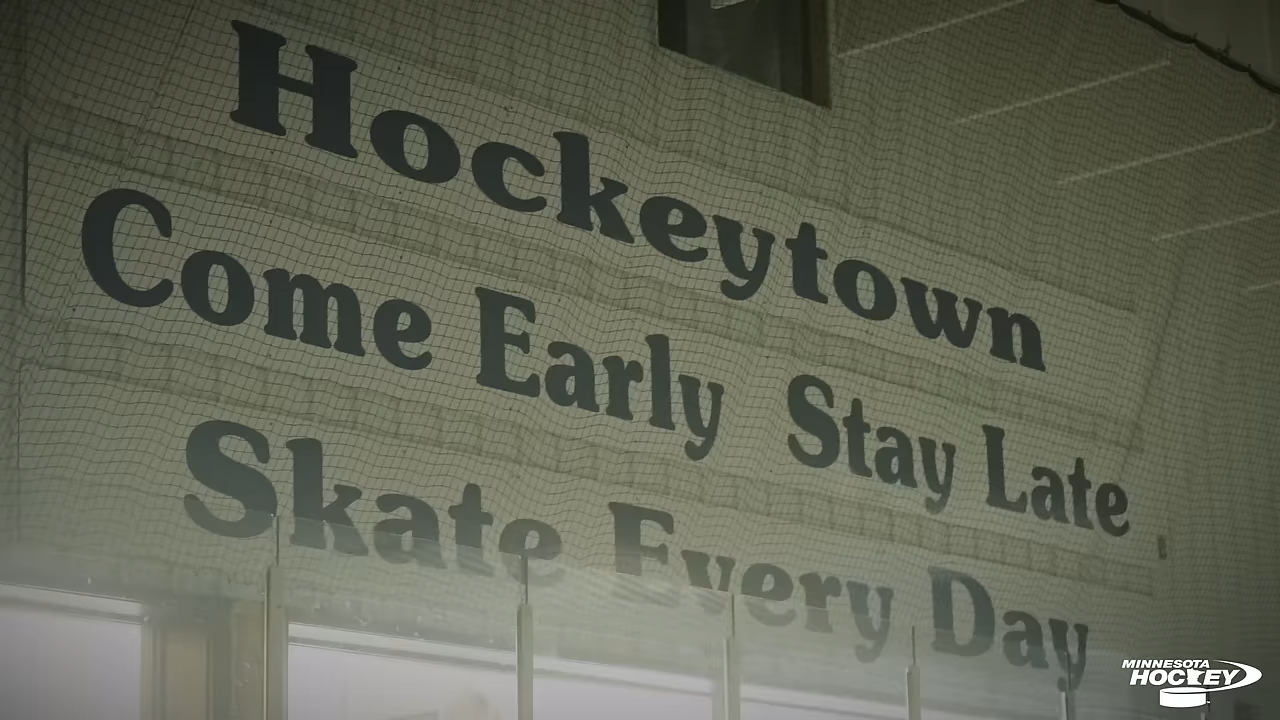 Hockeytown
Come Early Stay Late
Skate Every Day
MINNESOTA
HOCKEY